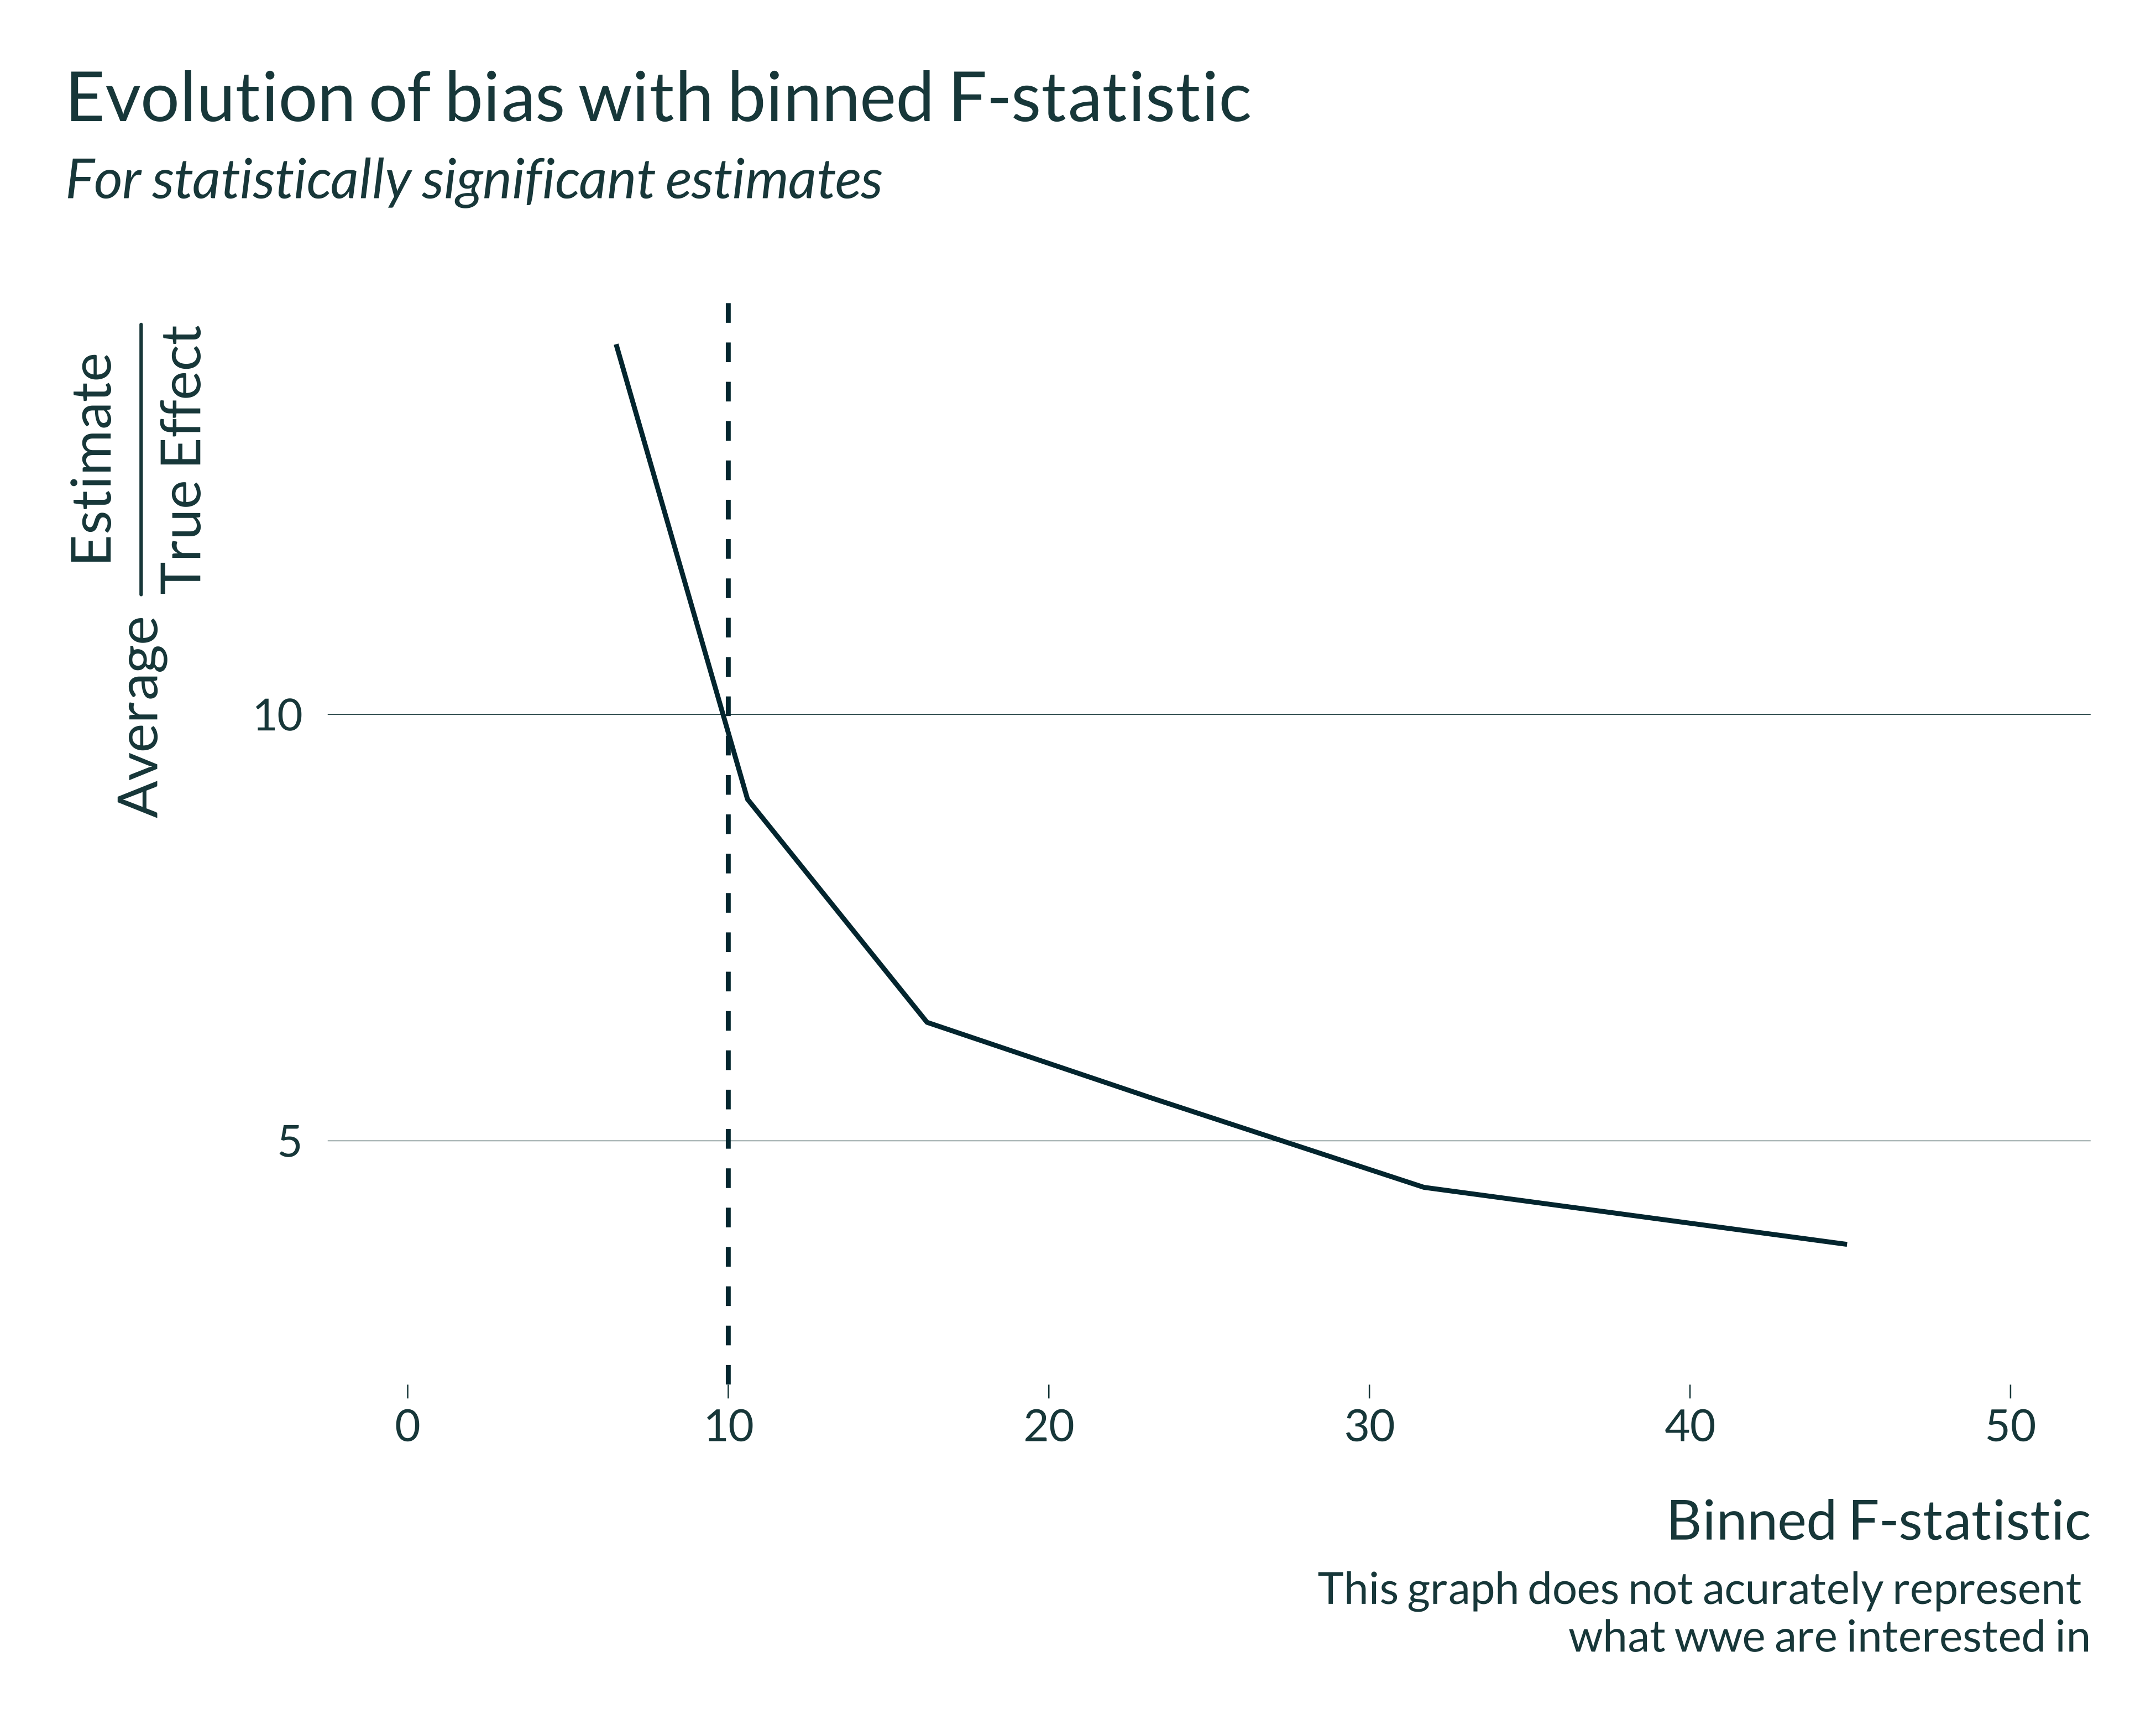 Evolution of bias with binned F-statistic
For statistically significant estimates
Average
Estimate
True Effect
10
5
0
10
20
30
40
50
Binned F-statistic
This graph does not acurately represent
what wwe are interested in